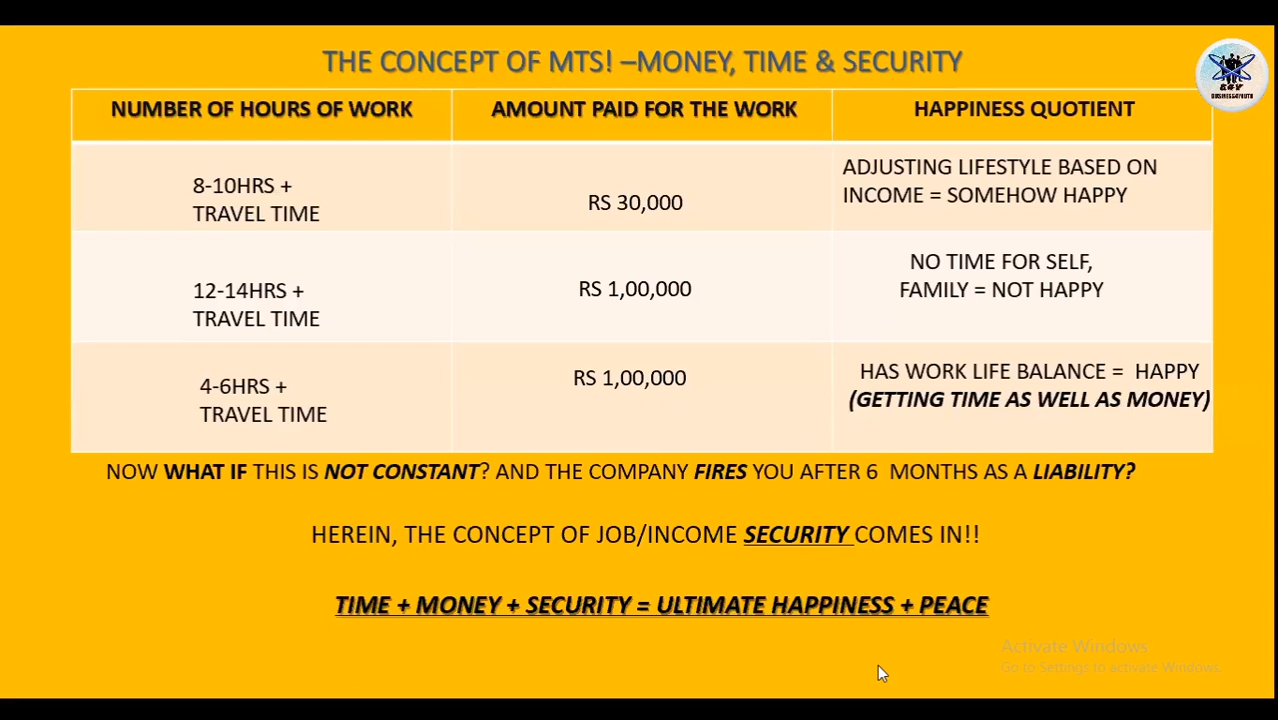 THE CONCEPT OF MTS! –MONEY, TIME & SECURITY
NUMBER OF HOURS OF WORK
AMOUNT PAID FOR THE WORK
HAPPINESS QUOTIENT
8-10HRS +
TRAVEL TIME
RS 30,000
ADJUSTING LIFESTYLE BASED ON
INCOME = SOMEHOW HAPPY
12-14HRS +
TRAVEL TIME
RS 1,00,000
NO TIME FOR SELF,
FAMILY = NOT HAPPY
4-6HRS +
TRAVEL TIME
RS 1,00,000
HAS WORK LIFE BALANCE = HAPPY
(GETTING TIME AS WELL AS MONEY)
NOW WHAT IF THIS IS NOT CONSTANT? AND THE COMPANY FIRES YOU AFTER 6 MONTHS AS A LIABILITY?
HEREIN, THE CONCEPT OF JOB/INCOME SECURITY COMES IN!!
TIME + MONEY + SECURITY = ULTIMATE HAPPINESS + PEACE
Activate Windows
Go to Settings to activate Windows.